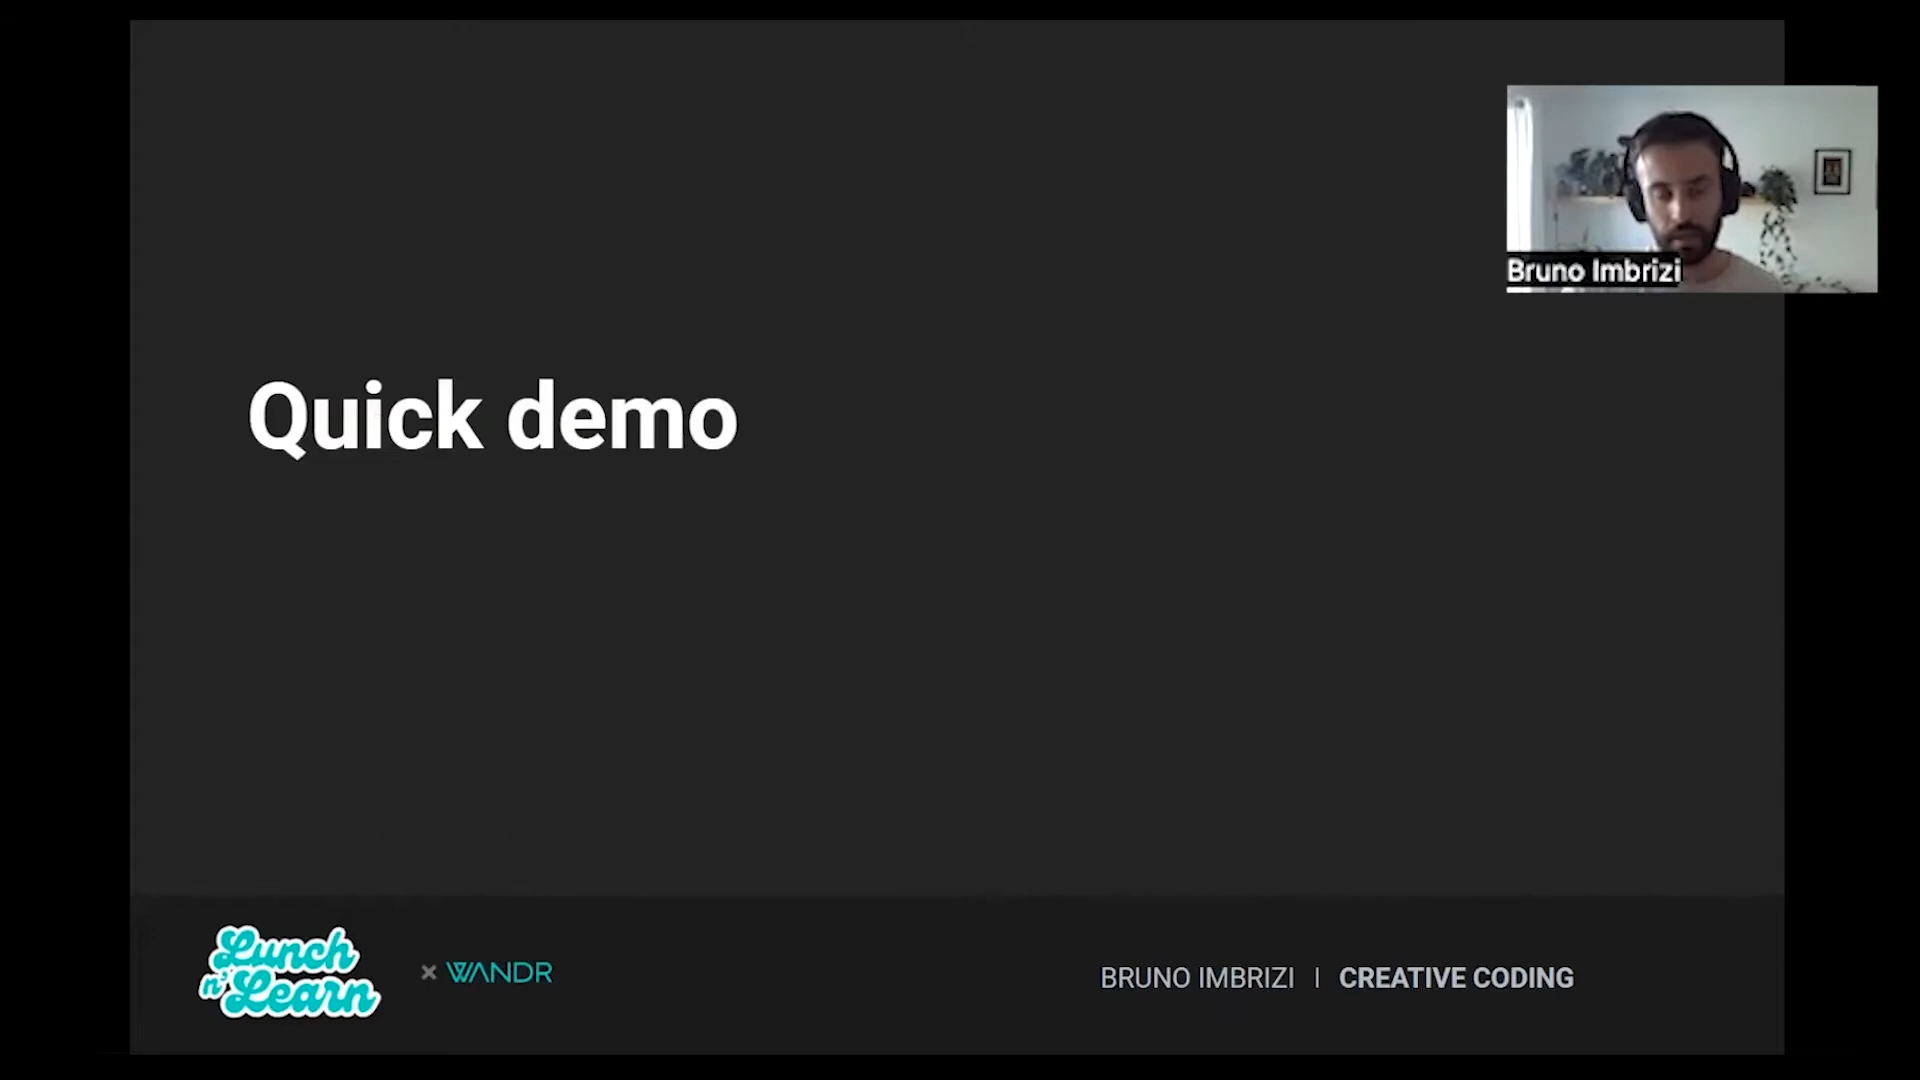 Bruno Imbrizi
Quick demo
Lunch
n' Learn
× WANDR
BRUNO IMBRIZI | CREATIVE CODING